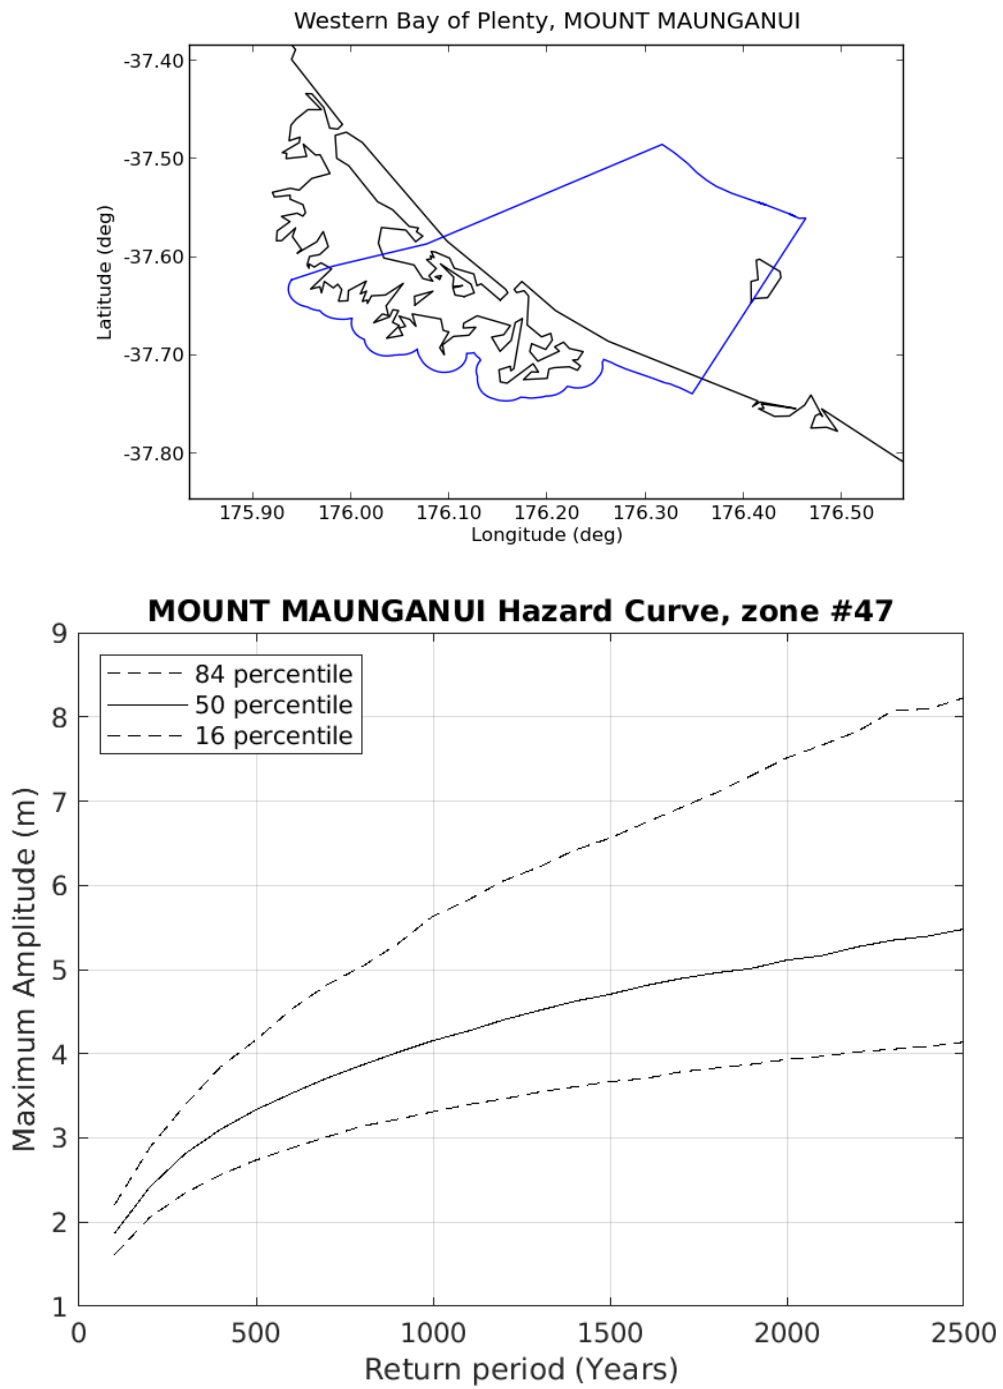 Western Bay of Plenty, MOUNT MAUNGANUI
-37.40
-37.50
-37.60
-37.70
-37.80
Latitude (deg)
175.90 176.00 176.10 176.20 176.30 176.40 176.50
Longitude (deg)
MOUNT MAUNGANUI Hazard Curve, zone #47
84 percentile
50 percentile
16 percentile
9
8
7
6
5
4
3
2
1
Maximum Amplitude (m)
0 500 1000 1500 2000 2500
Return period (Years)